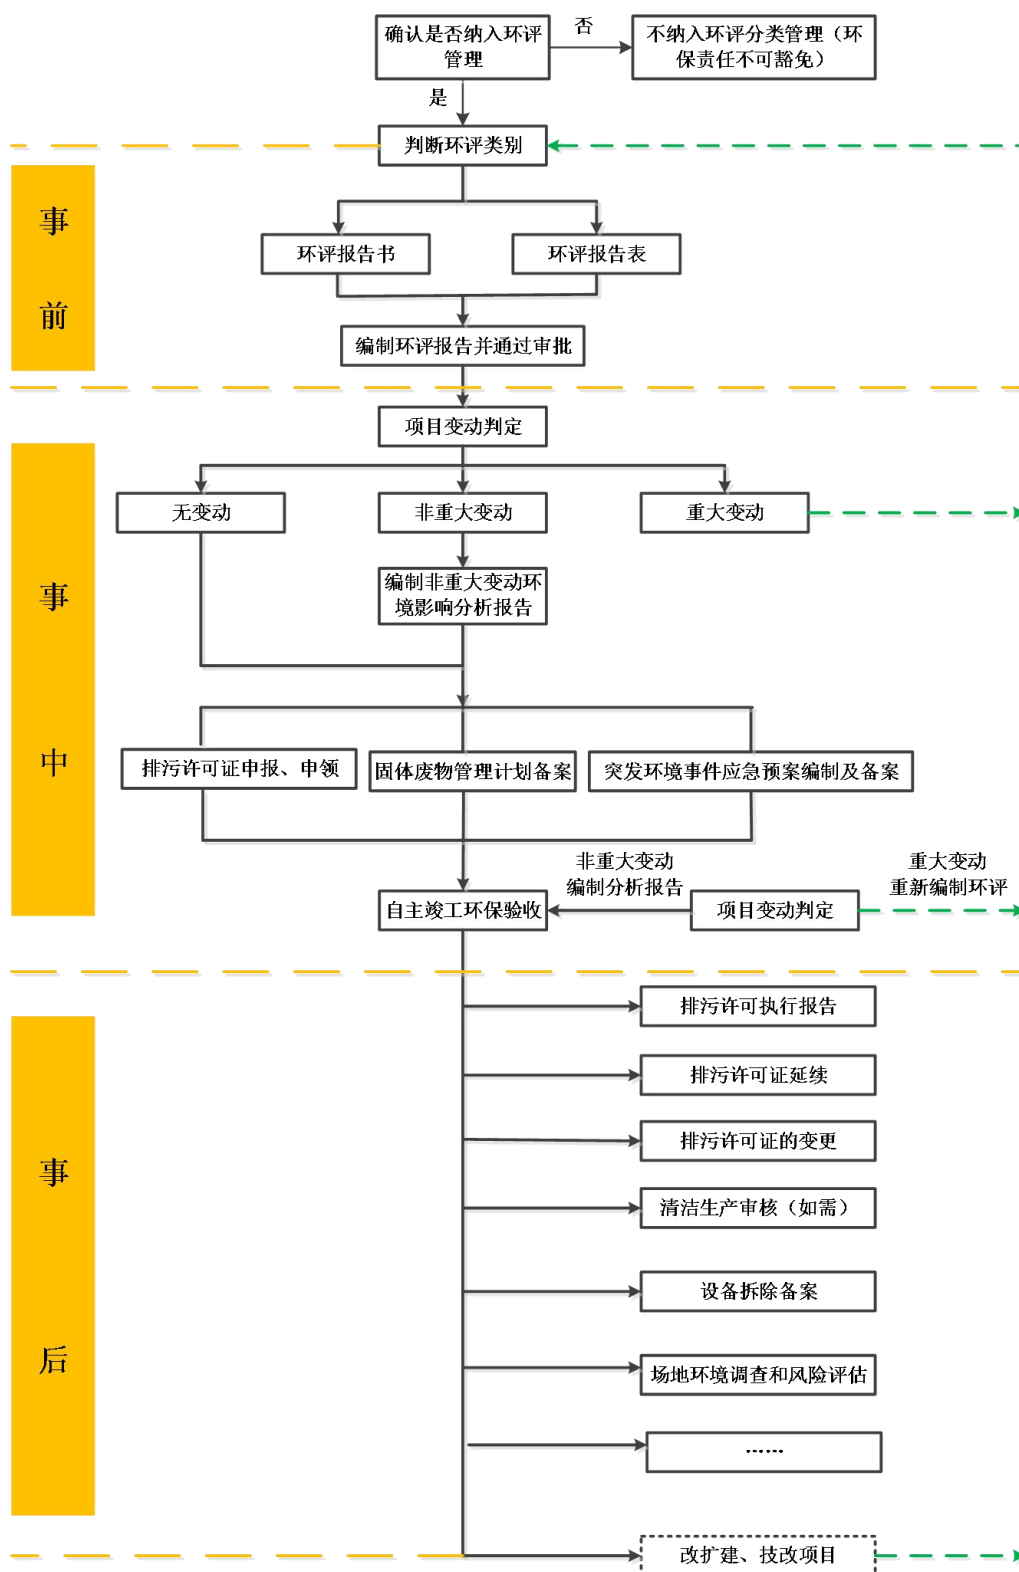 确认是否纳入环评
管理
否
不纳入环评分类管理（环
保责任不可豁免）
是
判断环评类别
事
前
环评报告书
环评报告表
编制环评报告并通过审批
项目变动判定
事
中
无变动
非重大变动
重大变动
编制非重大变动环
境影响分析报告
排污许可证申报、申领
固体废物管理计划备案
突发环境事件应急预案编制及备案
非重大变动
编制分析报告
重大变动
重新编制环评
自主竣工环保验收
项目变动判定
事
后
排污许可执行报告
排污许可证延续
排污许可证的变更
清洁生产审核（如需）
设备拆除备案
场地环境调查和风险评估
……
改扩建、技改项目